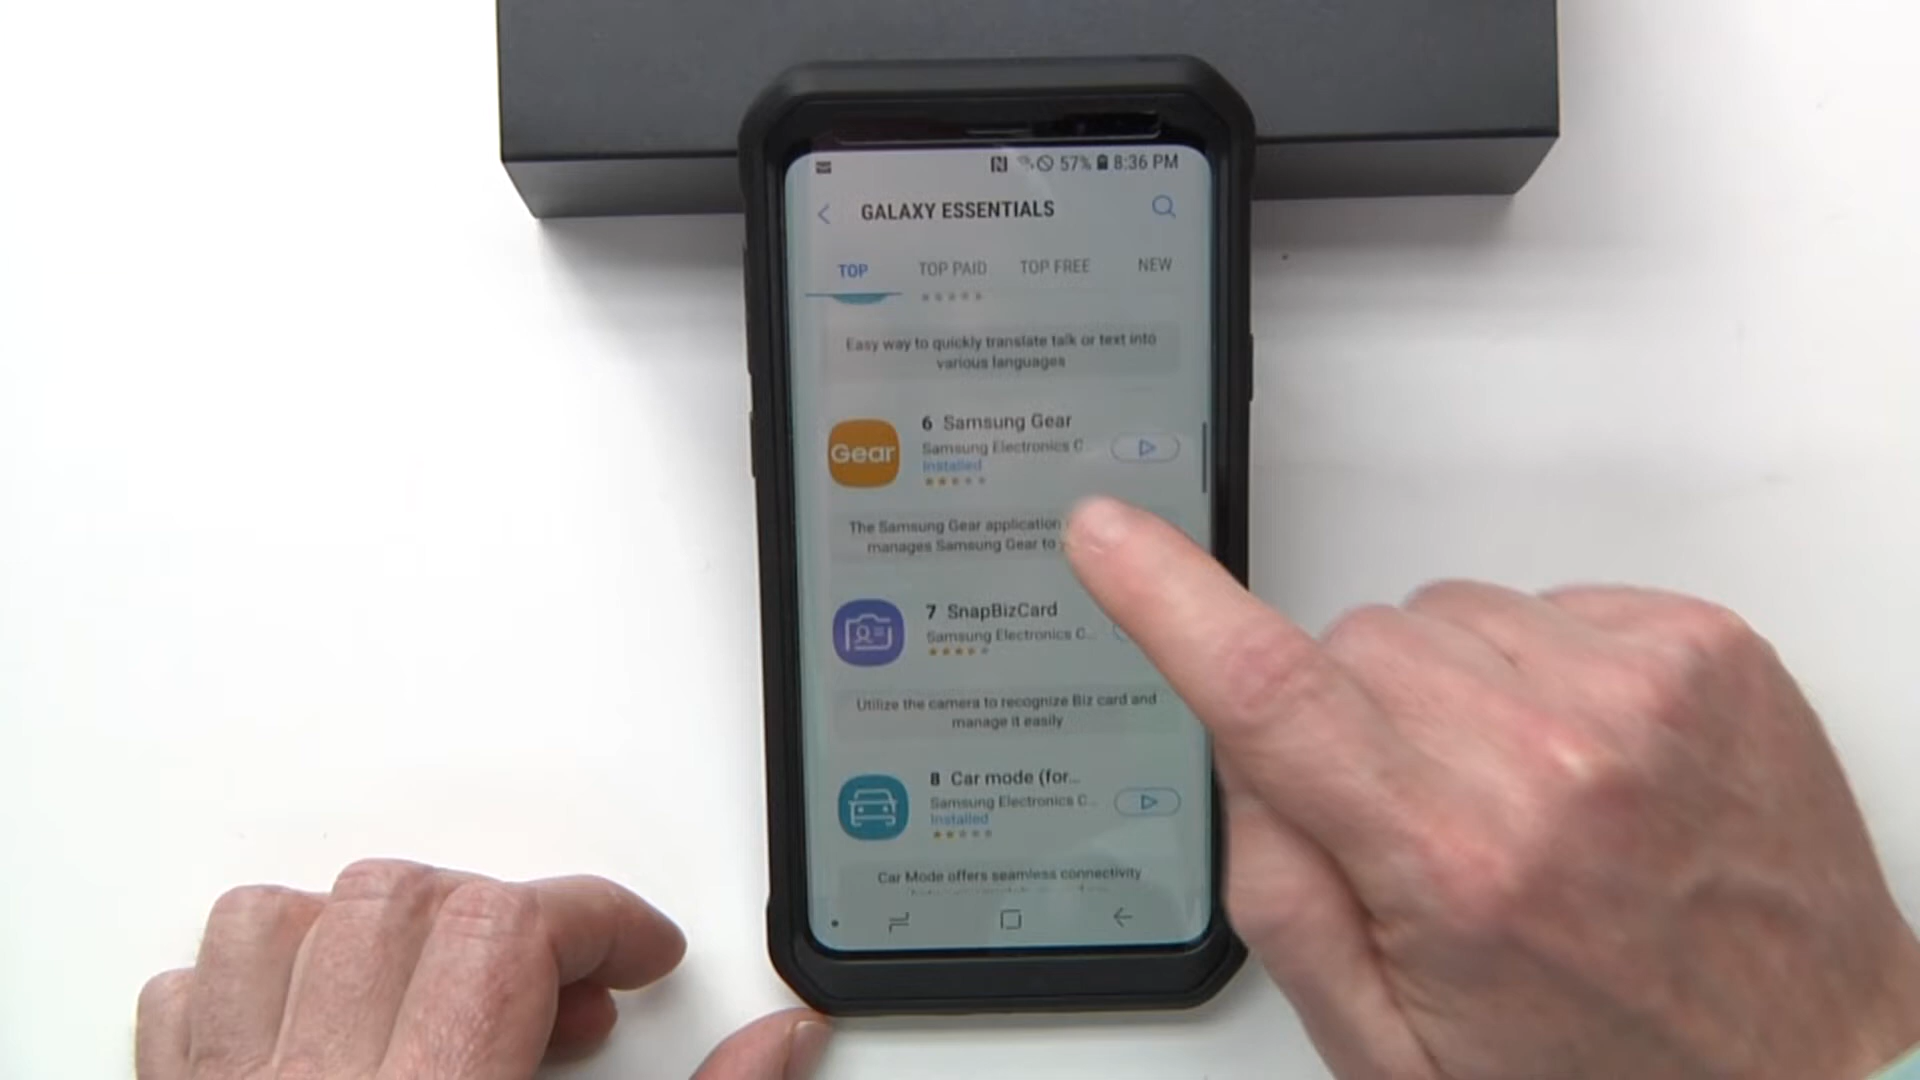 57% 8:36 PM
GALAXY ESSENTIALS
TOP TOP PAID TOP FREE NEW
Easy way to quickly translate talk or text into
various languages
6 Samsung Gear
Gear
Samsung Electronics C...
Installed
The Samsung Gear application
manages Samsung Gear to
7 SnapBizCard
Samsung Electronics C...
Utilize the camera to recognize Biz card and
manage it easily
8 Car mode (for...
Samsung Electronics C...
Installed
Car Mode offers seamless connectivity